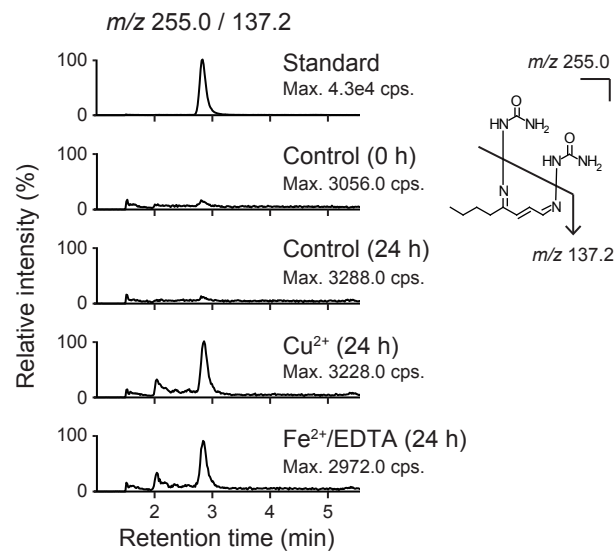 m/z 255.0 / 137.2
Relative intensity (%)
100
0
Standard
Max. 4.3e4 cps.
100
0
Control (0 h)
Max. 3056.0 cps.
100
0
Control (24 h)
Max. 3288.0 cps.
100
0
Cu²⁺ (24 h)
Max. 3228.0 cps.
100
0
Fe²⁺/EDTA (24 h)
Max. 2972.0 cps.
2 3 4 5
Retention time (min)
m/z 255.0
O
HN NH₂
O
HN NH₂
N
N
m/z 137.2